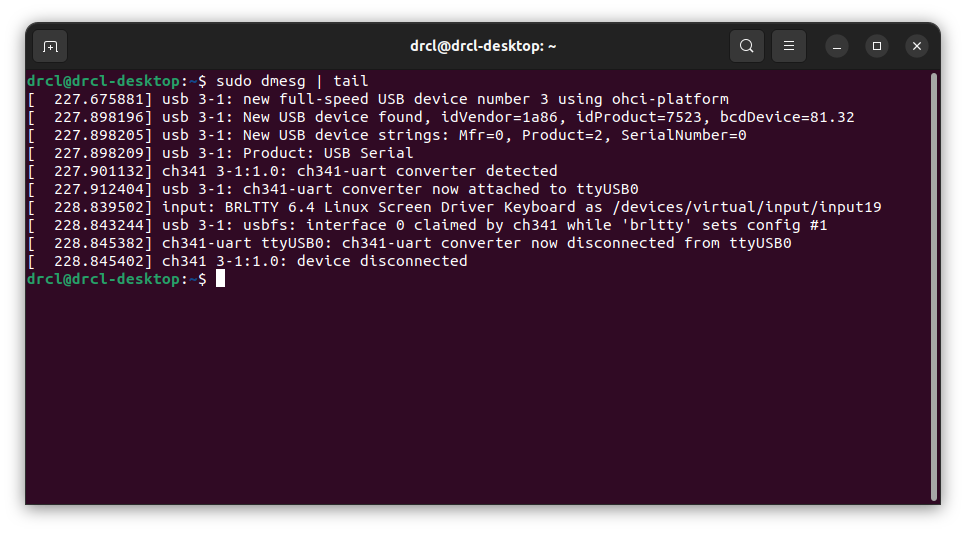 drcl@drcl-desktop: ~
drcl@drcl-desktop:~$ sudo dmesg | tail
[  227.675881] usb 3-1: new full-speed USB device number 3 using ohci-platform
[  227.898196] usb 3-1: New USB device found, idVendor=1a86, idProduct=7523, bcdDevice=81.32
[  227.898205] usb 3-1: New USB device strings: Mfr=0, Product=2, SerialNumber=0
[  227.898209] usb 3-1: Product: USB Serial
[  227.901132] ch341 3-1:1.0: ch341-uart converter detected
[  227.912404] usb 3-1: ch341-uart converter now attached to ttyUSB0
[  228.839502] input: BRLTTY 6.4 Linux Screen Driver Keyboard as /devices/virtual/input/input19
[  228.843244] usb 3-1: usbfs: interface 0 claimed by ch341 while 'brltty' sets config #1
[  228.845382] ch341-uart ttyUSB0: ch341-uart converter now disconnected from ttyUSB0
[  228.845402] ch341 3-1:1.0: device disconnected
drcl@drcl-desktop:~$